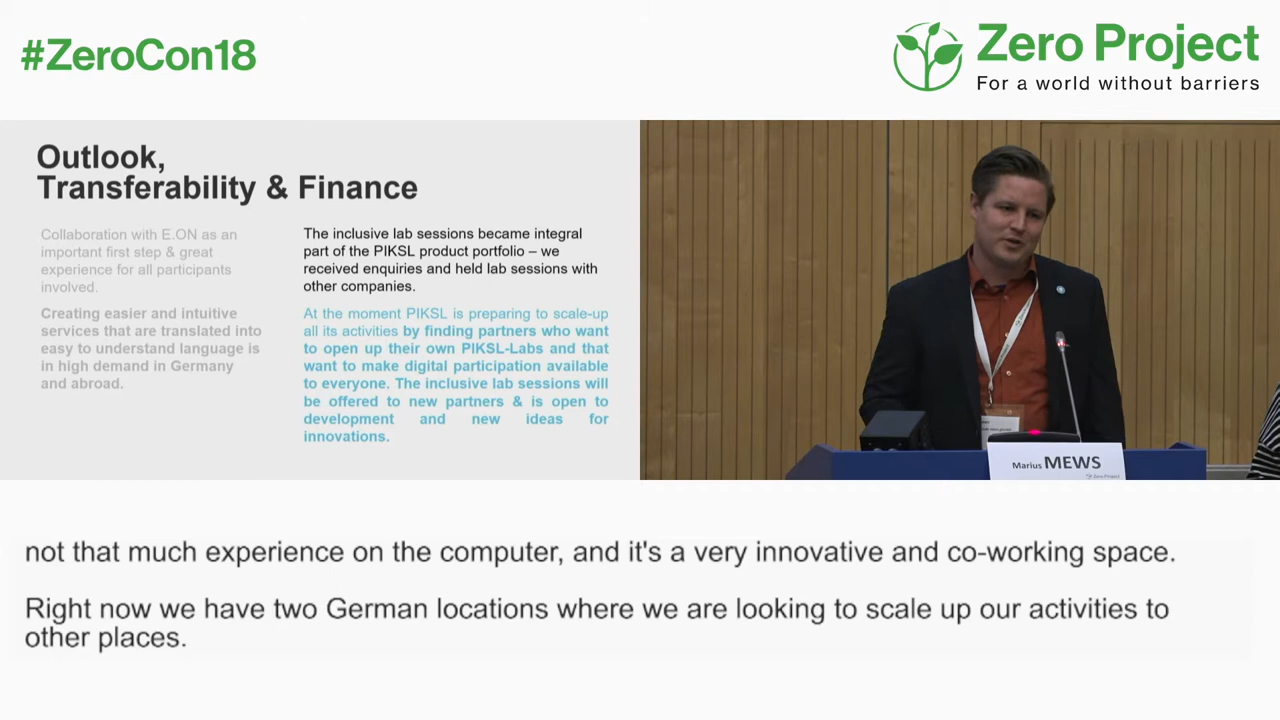 #ZeroCon18
Zero Project
For a world without barriers
Outlook,
Transferability & Finance
Collaboration with E.ON as an
important first step & great
experience for all participants
involved.
Creating easier and intuitive
services that are translated into
easy to understand language is
in high demand in Germany
and abroad.
The inclusive lab sessions became integral
part of the PIKSL product portfolio – we
received enquiries and held lab sessions with
other companies.
At the moment PIKSL is preparing to scale-up
all its activities by finding partners who want
to open up their own PIKSL-Labs and that
want to make digital participation available
to everyone. The inclusive lab sessions will
be offered to new partners & is open to
development and new ideas for
innovations.
Marius MEWS
Zero Project
not that much experience on the computer, and it's a very innovative and co-working space.
Right now we have two German locations where we are looking to scale up our activities to
other places.